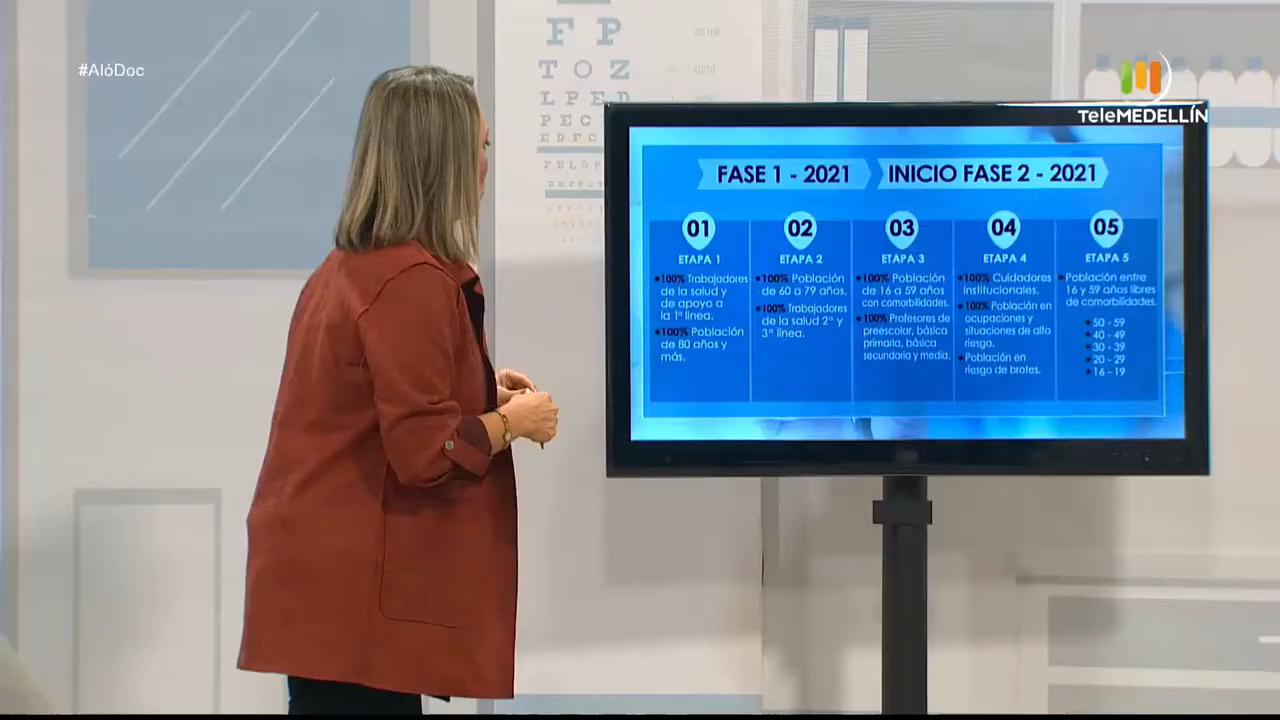 #AlóDoc
F P
T O Z
L P E D
P E C
E D F C
F E L O P
TeleMEDELLÍN
FASE 1 - 2021
INICIO FASE 2 - 2021
01
ETAPA 1
•100% Trabajadores
de la salud y
de apoyo a
la 1ª línea.
•100% Población
de 80 años y
más.
02
ETAPA 2
•100% Población
de 60 a 79 años.
•100% Trabajadores
de la salud 2ª y
3ª línea.
03
ETAPA 3
•100% Población
de 16 a 59 años
con comorbilidades.
•100% Profesores de
preescolar, básica
primaria, básica
secundaria y media.
04
ETAPA 4
•100% Cuidadores
institucionales.
•100% Población en
ocupaciones y
situaciones de alto
riesgo.
•Población en
riesgo de brotes.
05
ETAPA 5
•Población entre
16 y 59 años libres
de comorbilidades.
•50 - 59
•40 - 49
•30 - 39
•20 - 29
•16 - 19